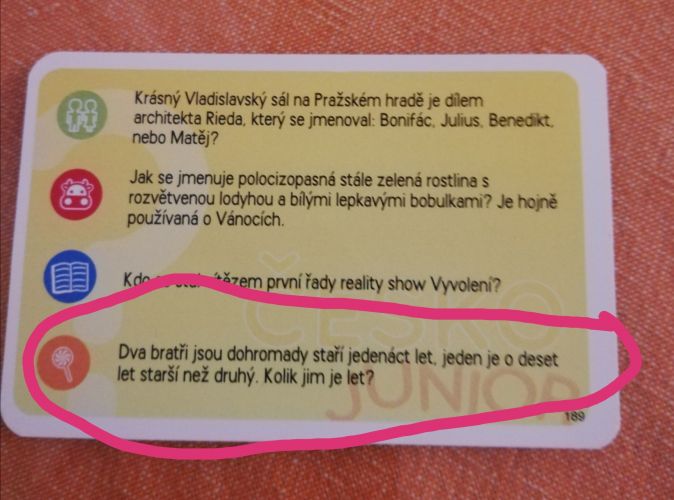 Krásný Vladislavský sál na Pražském hradě je dílem
architekta Rieda, který se jmenoval: Bonifác, Julius, Benedikt,
nebo Matěj?
Jak se jmenuje polocizopasná stále zelená rostlina s
rozvětvenou lodyhou a bílými lepkavými bobulkami? Je hojně
používaná o Vánocích.
Kdo se stal vítězem první řady reality show Vyvolení?
ČESKO
Dva bratři jsou dohromady staří jedenáct let, jeden je o deset
let starší než druhý. Kolik jim je let?
JUNIOR
189